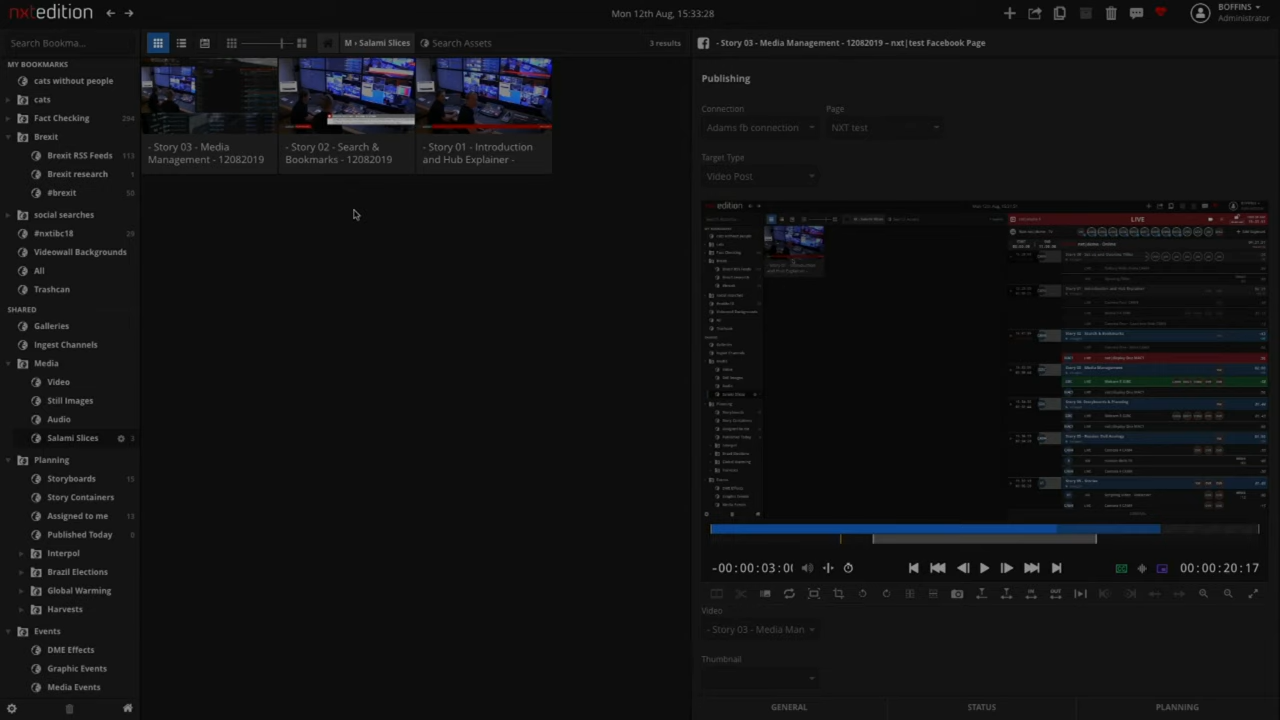 nxtedition
Mon 12th Aug, 15:33:28
BOFFINS
Administrator
Search Bookma...
M › Salami Slices
Search Assets
3 results
- Story 03 - Media Management - 12082019 – nxt|test Facebook Page
MY BOOKMARKS
cats without people
cats
Fact Checking 294
Brexit
Brexit RSS Feeds 113
Brexit research 1
#brexit 50
social searches
#nxtibc18 29
Videowall Backgrounds
All
Trashcan
SHARED
Galleries
Ingest Channels
Media
Video
Still Images
Audio
Salami Slices 3
Planning
Storyboards 15
Story Containers
Assigned to me 13
Published Today 0
Interpol
Brazil Elections
Global Warming
Harvests
Events
DME Effects
Graphic Events
Media Events
- Story 03 - Media
Management - 12082019
- Story 02 - Search &
Bookmarks - 12082019
- Story 01 - Introduction
and Hub Explainer -
Publishing
Connection
Page
Adams fb connection
NXT test
Target Type
Video Post
nxtedition
LIVE
-00:00:03:0
00:00:20:17
IN
OUT
Video
- Story 03 - Media Man
Thumbnail
GENERAL
STATUS
PLANNING